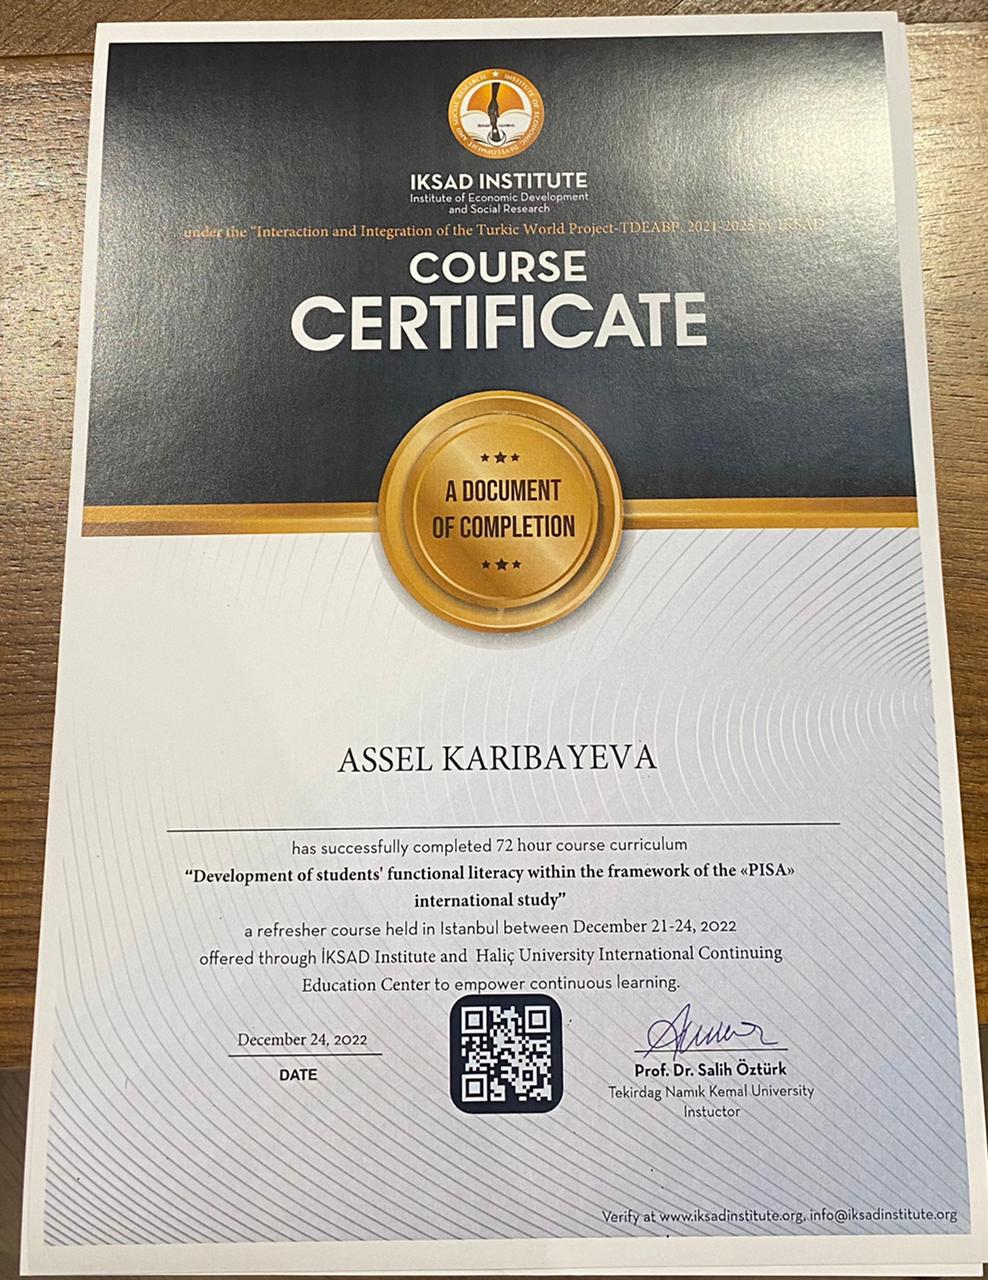 IKSAD INSTITUTE
Institute of Economic Development
and Social Research
under the "Interaction and Integration of the Turkic World Project-TDEABP, 2021-2025 by IKSAD
COURSE
CERTIFICATE
A DOCUMENT
OF COMPLETION
ASSEL KARIBAYEVA
has successfully completed 72 hour course curriculum
“Development of students' functional literacy within the framework of the «PISA»
international study”
a refresher course held in Istanbul between December 21-24, 2022
offered through İKSAD Institute and Haliç University International Continuing
Education Center to empower continuous learning.
December 24, 2022
DATE
Prof. Dr. Salih Öztürk
Tekirdag Namık Kemal University
Instuctor
Verify at www.iksadinstitute.org, info@iksadinstitute.org